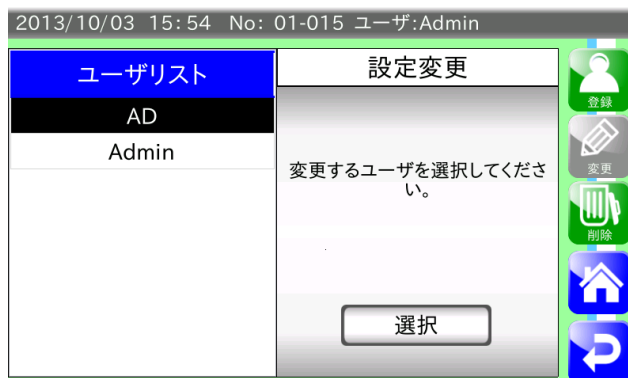 2013/10/03 15:54 No: 01-015 ユーザ:Admin
ユーザリスト
AD
Admin
設定変更
変更するユーザを選択してくださ
い。
選択
登録
変更
削除